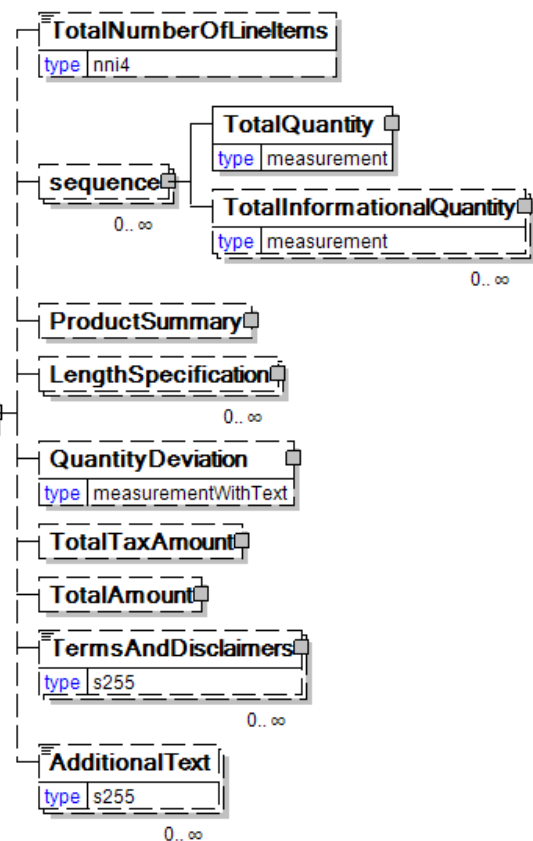 TotalNumberOfLineItems
type nni4
TotalQuantity
type measurement
sequence
0.. ∞
TotalInformationalQuantity
type measurement
0.. ∞
ProductSummary
LengthSpecification
0.. ∞
QuantityDeviation
type measurementWithText
TotalTaxAmount
TotalAmount
TermsAndDisclaimers
type s255
0.. ∞
AdditionalText
type s255
0.. ∞